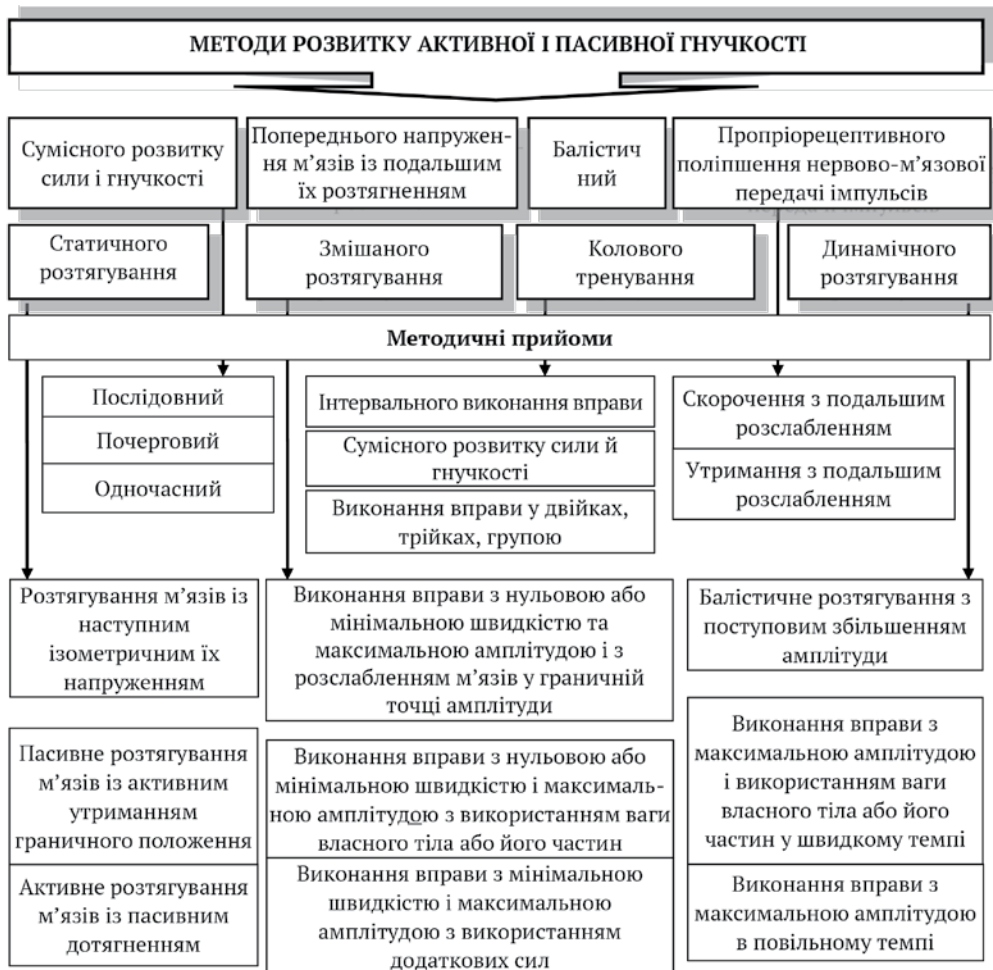 МЕТОДИ РОЗВИТКУ АКТИВНОЇ І ПАСИВНОЇ ГНУЧКОСТІ
Сумісного розвитку
сили і гнучкості
Попереднього напружен-
ня м’язів із подальшим
їх розтягненням
Балістич
ний
Пропріорецептивного
поліпшення нервово-м’язової
передачі імпульсів
Статичного
розтягування
Змішаного
розтягування
Колового
тренування
Динамічного
розтягування
Методичні прийоми
Послідовний
Почерговий
Одночасний
Інтервального виконання вправи
Сумісного розвитку сили й
гнучкості
Виконання вправи у двійках,
трійках, групою
Скорочення з подальшим
розслабленням
Утримання з подальшим
розслабленням
Розтягування м’язів із
наступним
ізометричним їх
напруженням
Виконання вправи з нульовою або
мінімальною швидкістю та
максимальною амплітудою і з
розслабленням м’язів у граничній
точці амплітуди
Балістичне розтягування з
поступовим збільшенням
амплітуди
Пасивне розтягування
м’язів із активним
утриманням
граничного положення
Виконання вправи з нульовою або
мінімальною швидкістю і максималь-
ною амплітудою з використанням ваги
власного тіла або його частин
Виконання вправи з
максимальною амплітудою
і використанням ваги
власного тіла або його
частин у швидкому темпі
Активне розтягування
м’язів із пасивним
дотягненням
Виконання вправи з мінімальною
швидкістю і максимальною
амплітудою з використанням
додаткових сил
Виконання вправи з
максимальною амплітудою
в повільному темпі